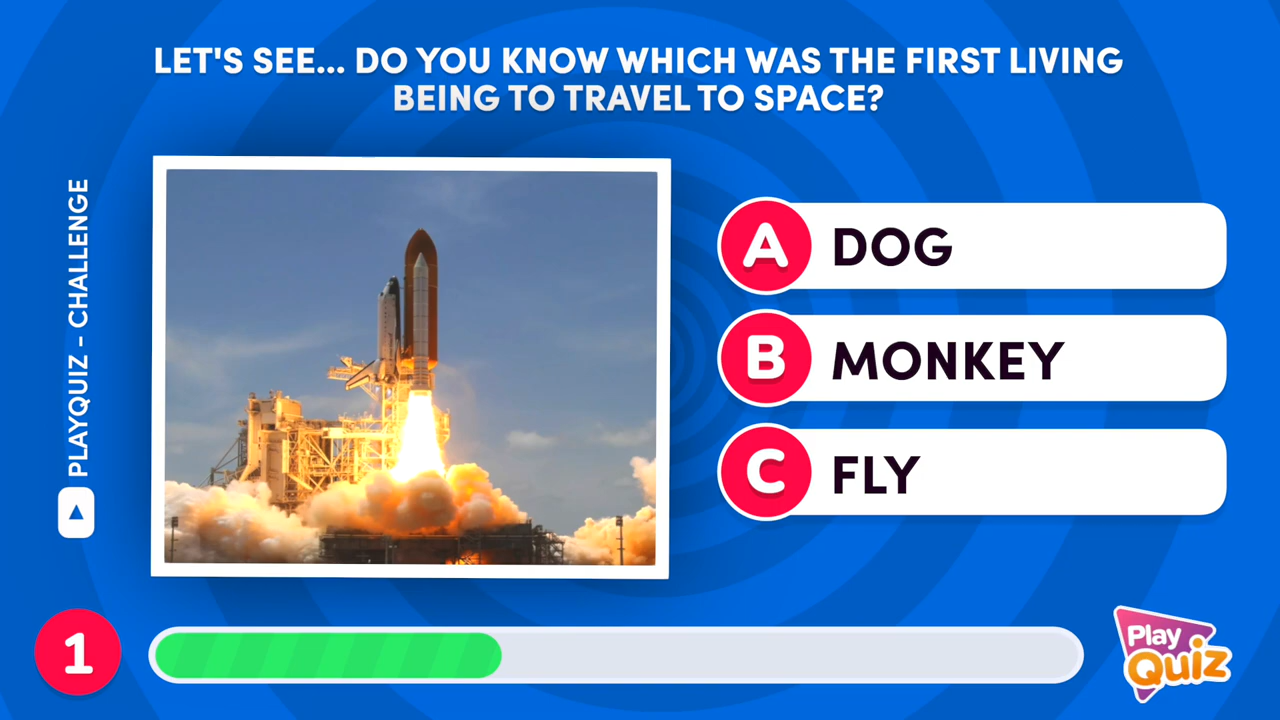 LET'S SEE... DO YOU KNOW WHICH WAS THE FIRST LIVING
BEING TO TRAVEL TO SPACE?
PLAYQUIZ - CHALLENGE
A DOG
B MONKEY
C FLY
1
Play
Quiz